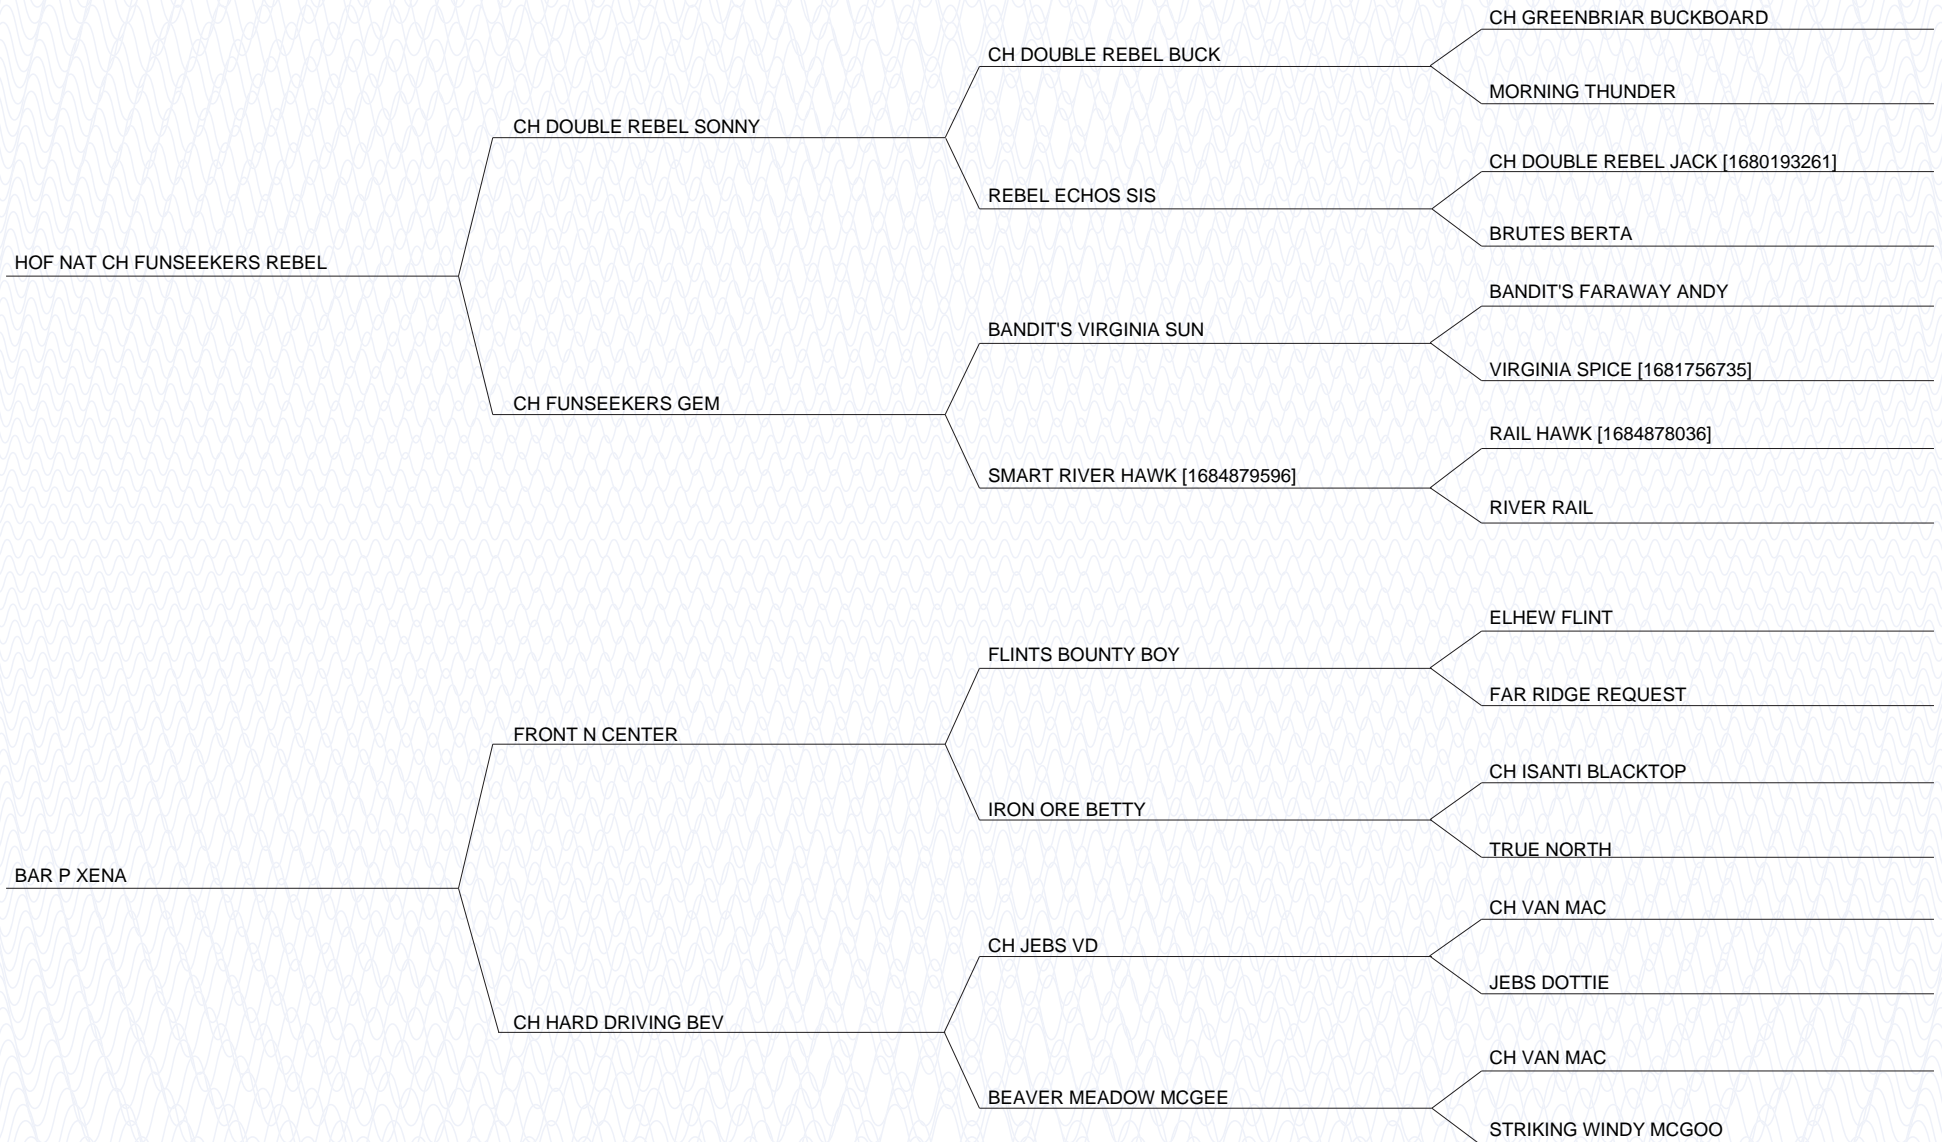 CH GREENBRIAR BUCKBOARD
CH DOUBLE REBEL BUCK
MORNING THUNDER
CH DOUBLE REBEL SONNY
CH DOUBLE REBEL JACK [1680193261]
REBEL ECHOS SIS
BRUTES BERTA
HOF NAT CH FUNSEEKERS REBEL
BANDIT'S FARAWAY ANDY
BANDIT'S VIRGINIA SUN
VIRGINIA SPICE [1681756735]
CH FUNSEEKERS GEM
RAIL HAWK [1684878036]
SMART RIVER HAWK [1684879596]
RIVER RAIL
ELHEW FLINT
FLINTS BOUNTY BOY
FAR RIDGE REQUEST
FRONT N CENTER
CH ISANTI BLACKTOP
IRON ORE BETTY
TRUE NORTH
BAR P XENA
CH VAN MAC
CH JEBS VD
JEBS DOTTIE
CH HARD DRIVING BEV
CH VAN MAC
BEAVER MEADOW MCGEE
STRIKING WINDY MCGOO